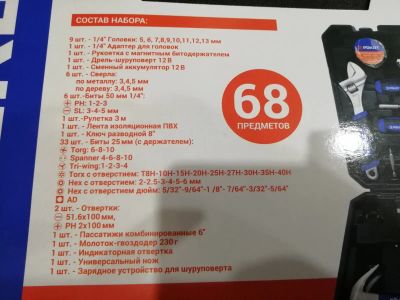 СОСТАВ НАБОРА:
9 шт. - 1/4" Головки: 5, 6, 7,8,9,10,11,12,13 мм
1 шт. - 1/4" Адаптер для головок
1 шт. - Рукоетка с магнитным битодержателем
1 шт. - Дрель-шуруповерт 12 В
1 шт. - Сменный аккумулятор 12 В
6 шт. - Сверла:
по металлу: 3,4,5 мм
по дереву: 3,4,5 мм
6 шт. -Биты 50 мм 1/4":
PH: 1-2-3
SL: 3-4-5 мм
1 шт.-Рулетка 3 м
1 шт. - Лента изоляционная ПВХ
1 шт. - Ключ разводной 8"
33 шт. - Биты 25 мм (с держателем):
Torg: 6-8-10
Spanner 4-6-8-10
Tri-wing:1-2-3-4
Torx с отверстием: T8H-10H-15H-20H-25H-27H-30H-35H-40H
Hex с отверстием: 2-2.5-3-4-5-6 мм
Hex с отверстием дюйм: 5/32"-9/64"-1 /8"- 7/64"-3/32"-5/64"
AD
2 шт. - Отвертки:
51.6x100 мм,
PH 2x100 мм
1 шт. - Пассатижи комбинированные 6"
1 шт. - Молоток-гвоздодер 230 г
1 шт. - Индикаторная отвертка
1 шт. - Универсальный нож
1 шт. - Зарядное устройство для шуруповерта
68
ПРЕДМЕТОВ